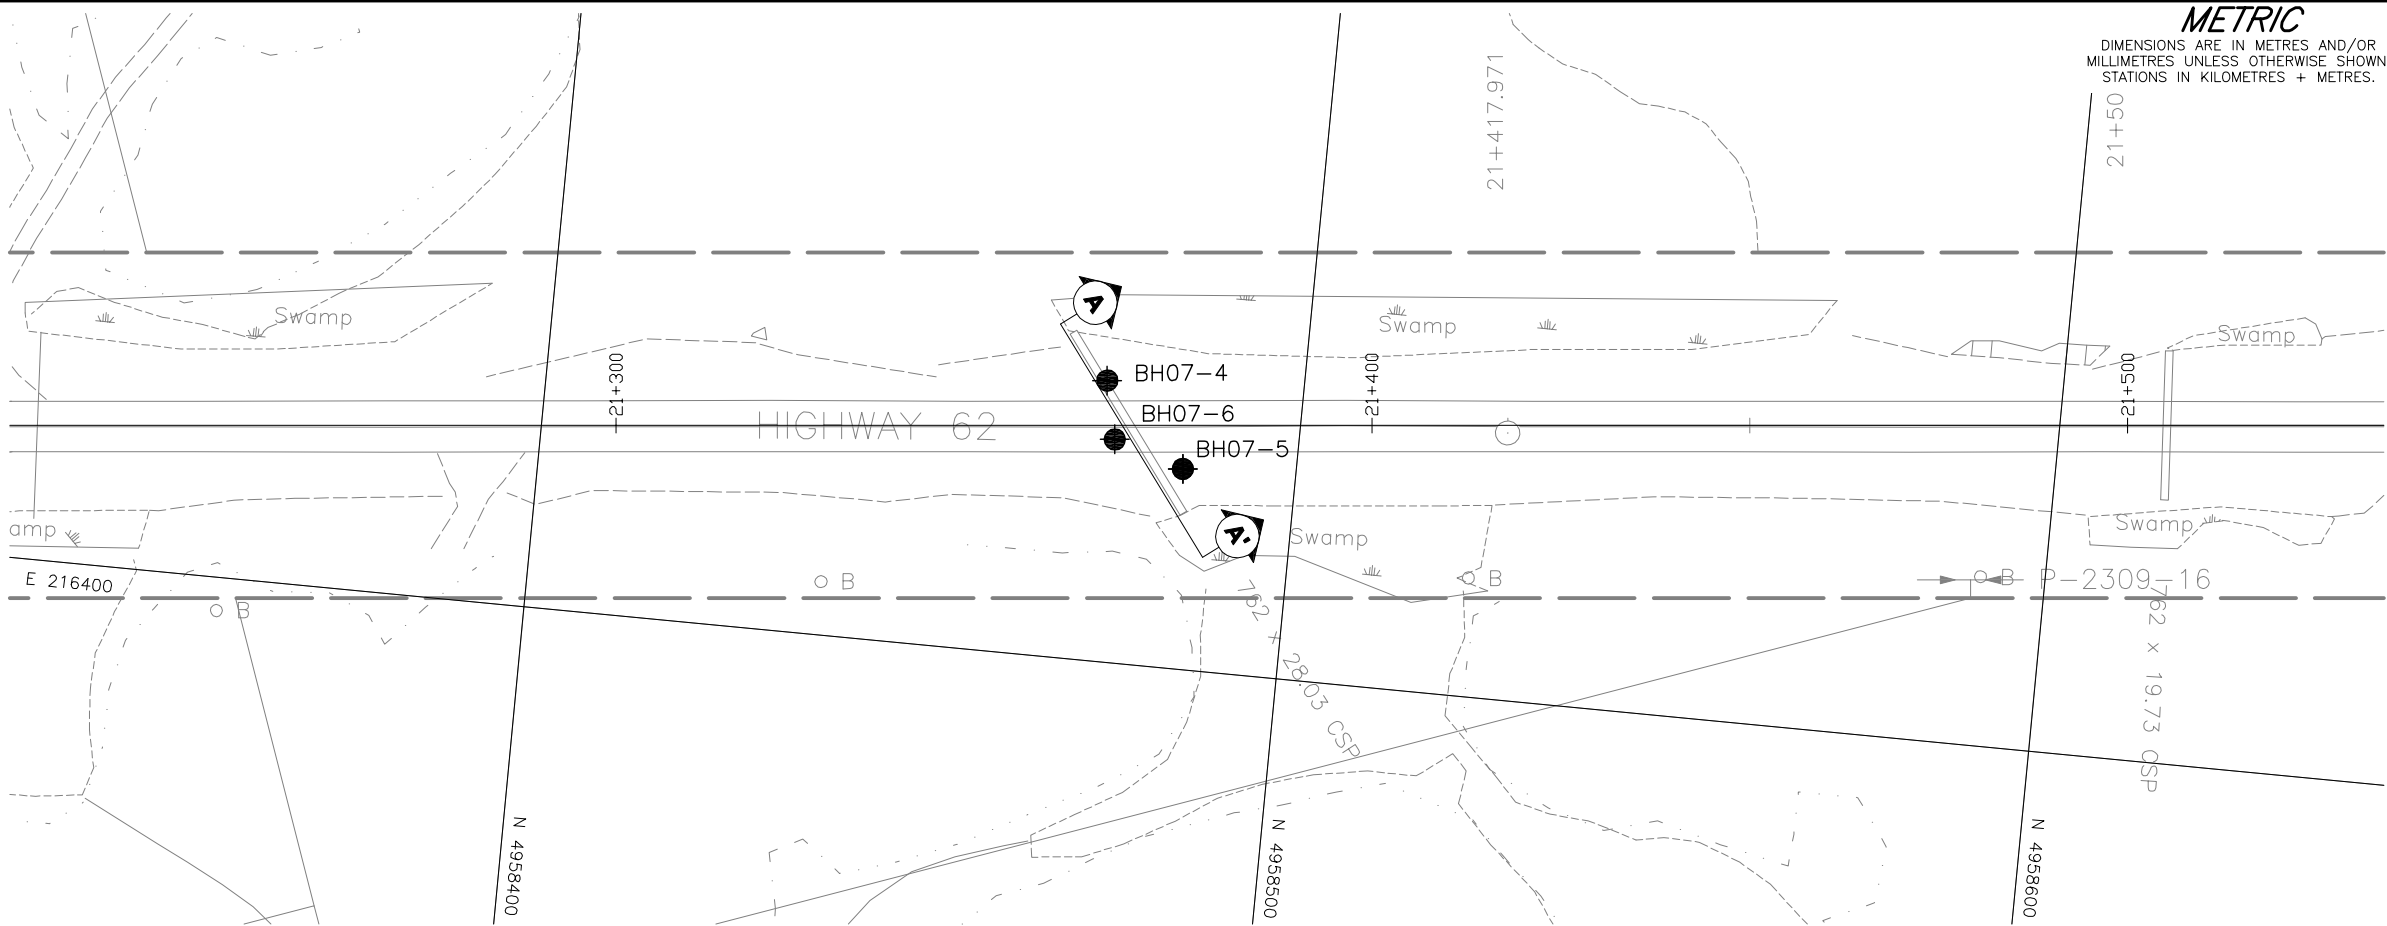 METRIC
DIMENSIONS ARE IN METRES AND/OR
MILLIMETRES UNLESS OTHERWISE SHOWN
STATIONS IN KILOMETRES + METRES.
21+417.971
21+50
Swamp
Swamp
Swamp
A
21+300
21+400
21+500
BH07-4
BH07-6
HIGHWAY 62
BH07-5
amp
A'
Swamp
Swamp
E 216400
B
B
B
B
P-2309-16
762 + 28.03 CSP
762 x 19.73 CSP
N 4958400
N 4958500
N 4958600